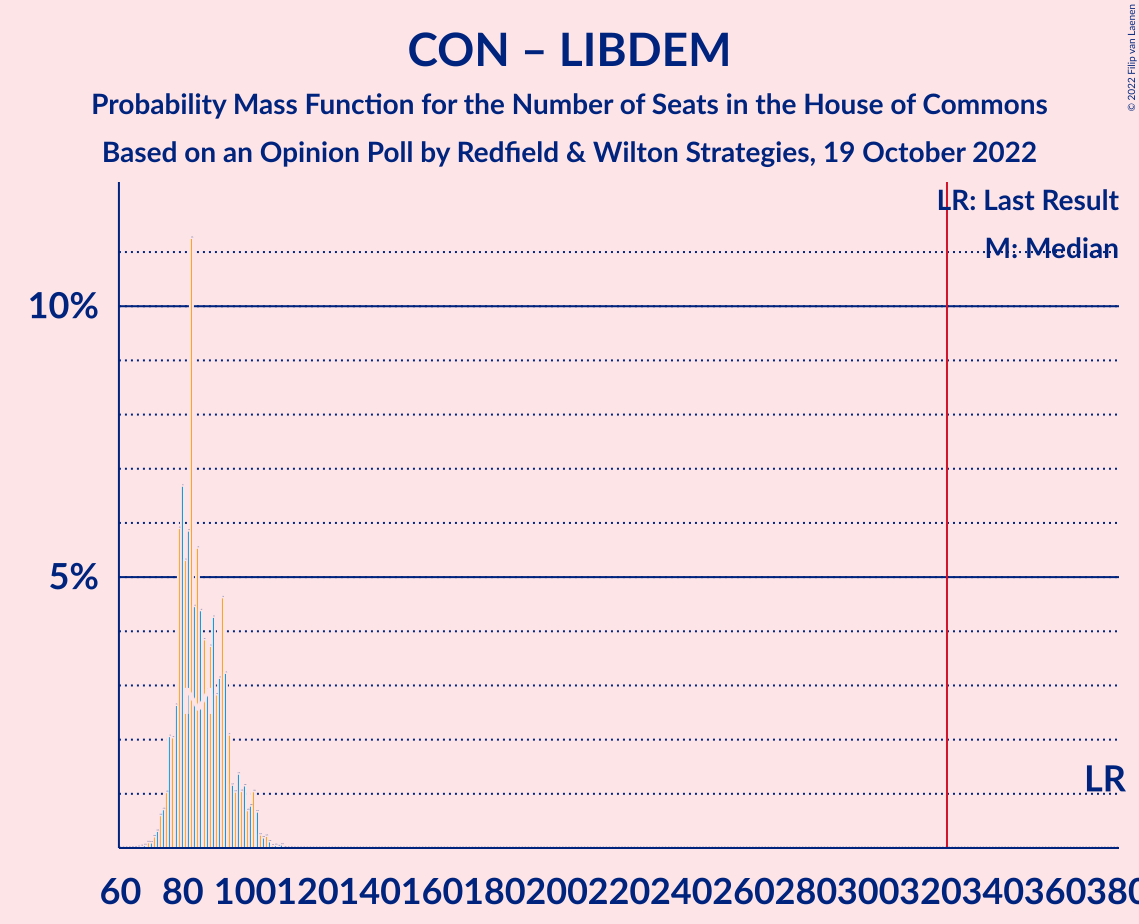 CON – LIBDEM
Probability Mass Function for the Number of Seats in the House of Commons
Based on an Opinion Poll by Redfield & Wilton Strategies, 19 October 2022
© 2022 Filip van Laenen
LR: Last Result
M: Median
10%
5%
M
LR
60 80 100 120 140 160 180 200 220 240 260 280 300 320 340 360 380